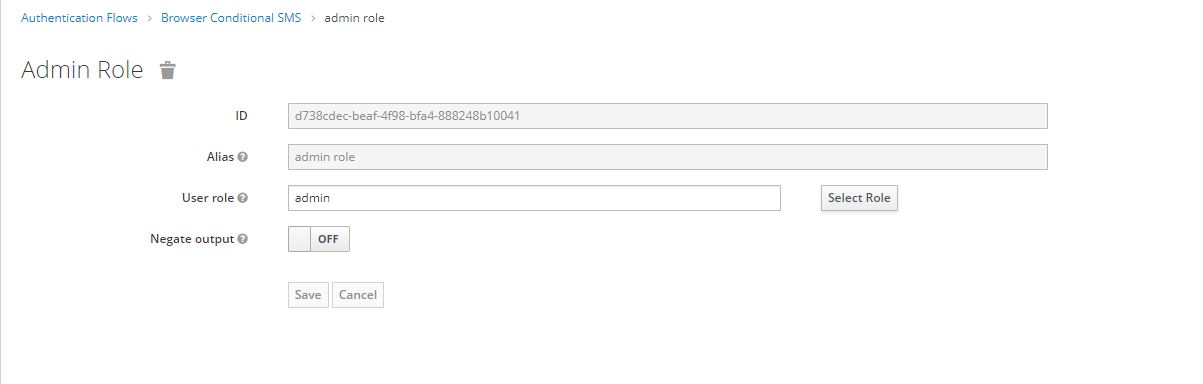 Authentication Flows > Browser Conditional SMS > admin role
Admin Role
ID d738cdec-beaf-4f98-bfa4-888248b10041
Alias ? admin role
User role ? admin Select Role
Negate output ? OFF
Save Cancel